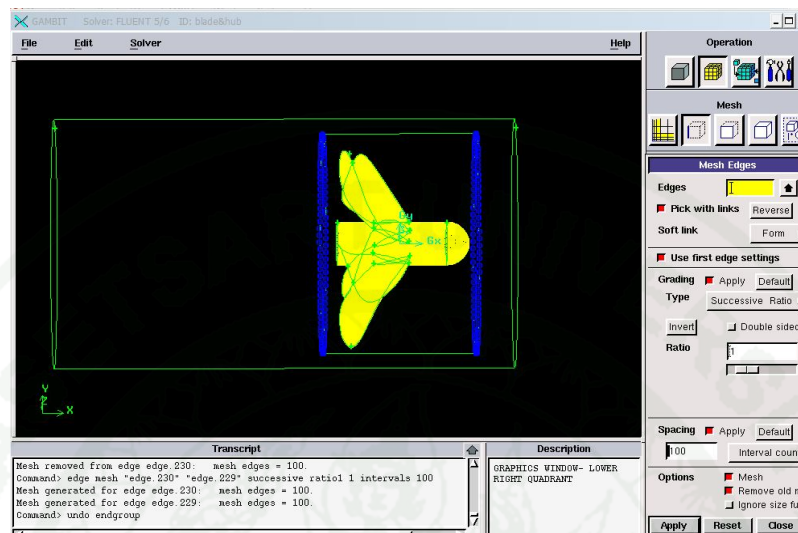 GAMBIT Solver: FLUENT 5/6 ID: blade&hub
File Edit Solver Help
Operation
Mesh
Mesh Edges
Edges
Pick with links Reverse
Soft link Form
Use first edge settings
Grading Apply Default
Type Successive Ratio
Invert Double sided
Ratio 1
Spacing Apply Default
100 Interval coun
Options Mesh
Remove old m
Ignore size fu
Apply Reset Close
Gy
Gx
Y
X
Transcript
Mesh removed from edge edge.230: mesh edges = 100.
Command> edge mesh "edge.230" "edge.229" successive ratio1 1 intervals 100
Mesh generated for edge edge.230: mesh edges = 100.
Mesh generated for edge edge.229: mesh edges = 100.
Command> undo endgroup
Description
GRAPHICS WINDOW- LOWER
RIGHT QUADRANT